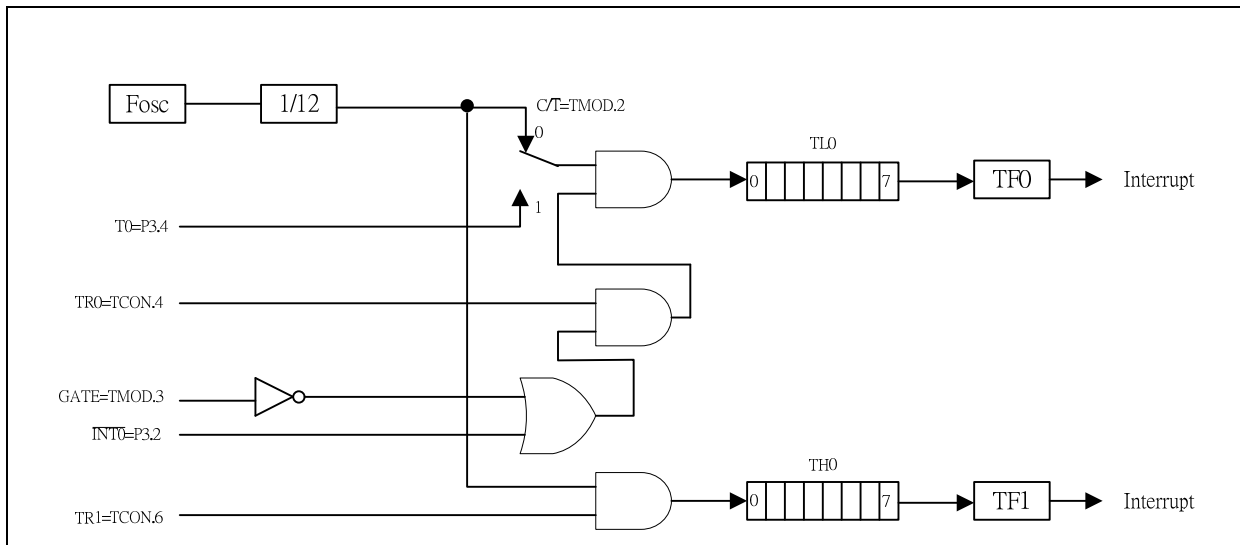 Fosc
1/12
C/T̅=TMOD.2
0
TL0
0
7
TF0
Interrupt
1
T0=P3.4
TR0=TCON.4
GATE=TMOD.3
I̅N̅T̅0̅=P3.2
TH0
0
7
TF1
Interrupt
TR1=TCON.6